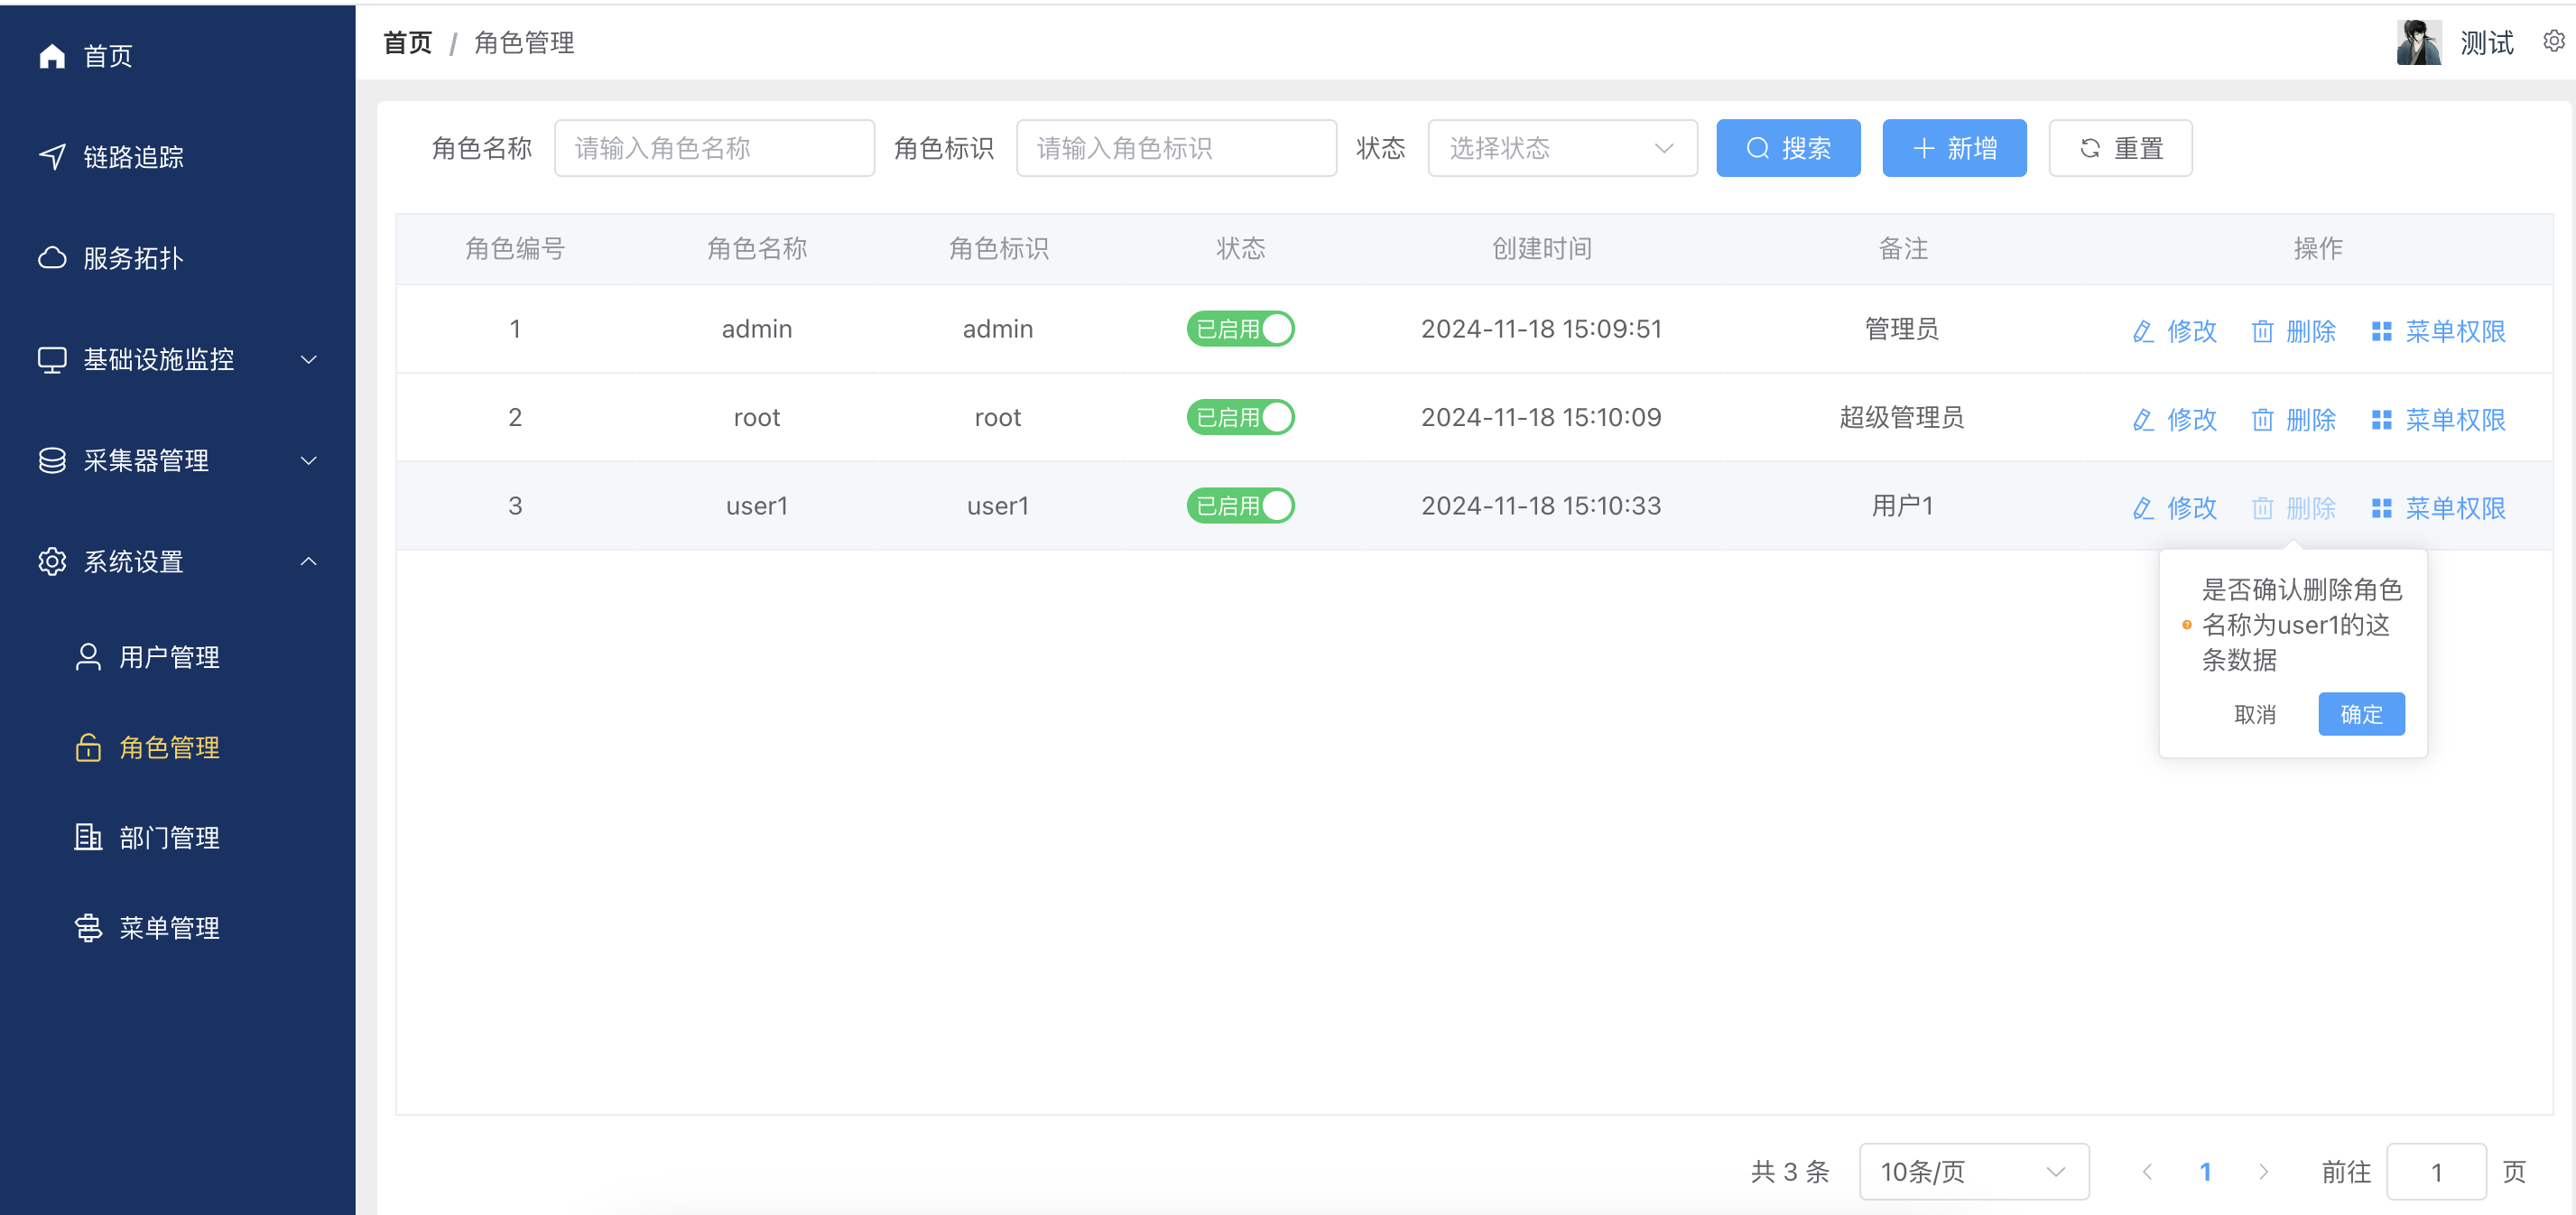 首页
链路追踪
服务拓扑
基础设施监控
采集器管理
系统设置
用户管理
角色管理
部门管理
菜单管理
首页 / 角色管理
测试
角色名称 请输入角色名称 角色标识 请输入角色标识 状态 选择状态 搜索 新增 重置
角色编号 角色名称 角色标识 状态 创建时间 备注 操作
1 admin admin 已启用 2024-11-18 15:09:51 管理员 修改 删除 菜单权限
2 root root 已启用 2024-11-18 15:10:09 超级管理员 修改 删除 菜单权限
3 user1 user1 已启用 2024-11-18 15:10:33 用户1 修改 删除 菜单权限
是否确认删除角色
名称为user1的这
条数据
取消 确定
共 3 条 10条/页 1 前往 1 页